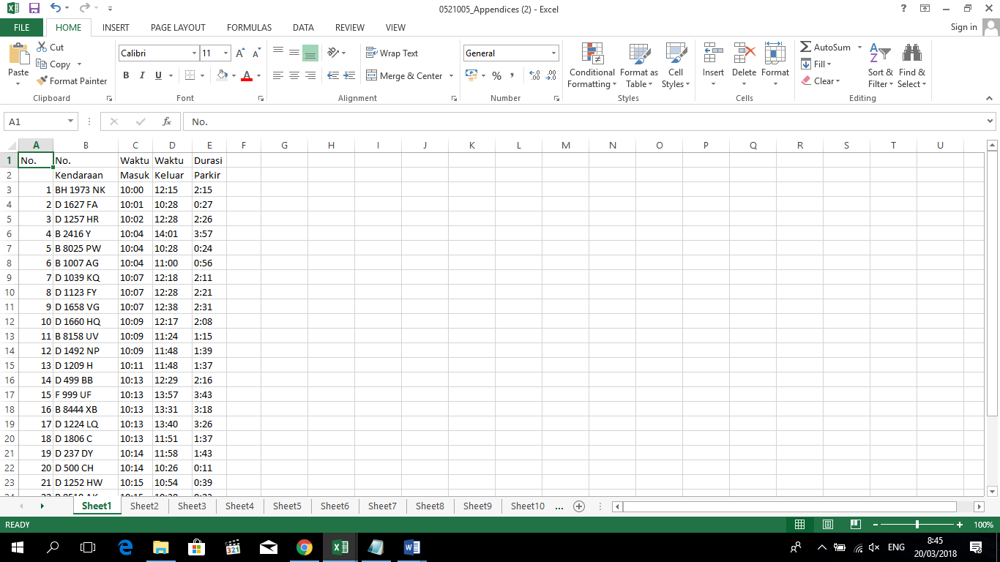 0521005_Appendices (2) - Excel
FILE HOME INSERT PAGE LAYOUT FORMULAS DATA REVIEW VIEW Sign in
Paste Cut Copy Format Painter Clipboard
Calibri 11 B I U Font
Wrap Text Merge & Center Alignment
General % Number
Conditional Formatting Format as Table Cell Styles Styles
Insert Delete Format Cells
AutoSum Fill Clear Sort & Filter Find & Select Editing
A1 fx No.
A B C D E F G H I J K L M N O P Q R S T U
1 No. No. Waktu Waktu Durasi
2 Kendaraan Masuk Keluar Parkir
3 1 BH 1973 NK 10:00 12:15 2:15
4 2 D 1627 FA 10:01 10:28 0:27
5 3 D 1257 HR 10:02 12:28 2:26
6 4 B 2416 Y 10:04 14:01 3:57
7 5 B 8025 PW 10:04 10:28 0:24
8 6 B 1007 AG 10:04 11:00 0:56
9 7 D 1039 KQ 10:07 12:18 2:11
10 8 D 1123 FY 10:07 12:28 2:21
11 9 D 1658 VG 10:07 12:38 2:31
12 10 D 1660 HQ 10:09 12:17 2:08
13 11 B 8158 UV 10:09 11:24 1:15
14 12 D 1492 NP 10:09 11:48 1:39
15 13 D 1209 H 10:11 11:48 1:37
16 14 D 499 BB 10:13 12:29 2:16
17 15 F 999 UF 10:13 13:57 3:43
18 16 B 8444 XB 10:13 13:31 3:18
19 17 D 1224 LQ 10:13 13:40 3:26
20 18 D 1806 C 10:13 11:51 1:37
21 19 D 237 DY 10:14 11:58 1:43
22 20 D 500 CH 10:14 10:26 0:11
23 21 D 1252 HW 10:15 10:54 0:39
Sheet1 Sheet2 Sheet3 Sheet4 Sheet5 Sheet6 Sheet7 Sheet8 Sheet9 Sheet10 ...
READY 100%
ENG 8:45
20/03/2018